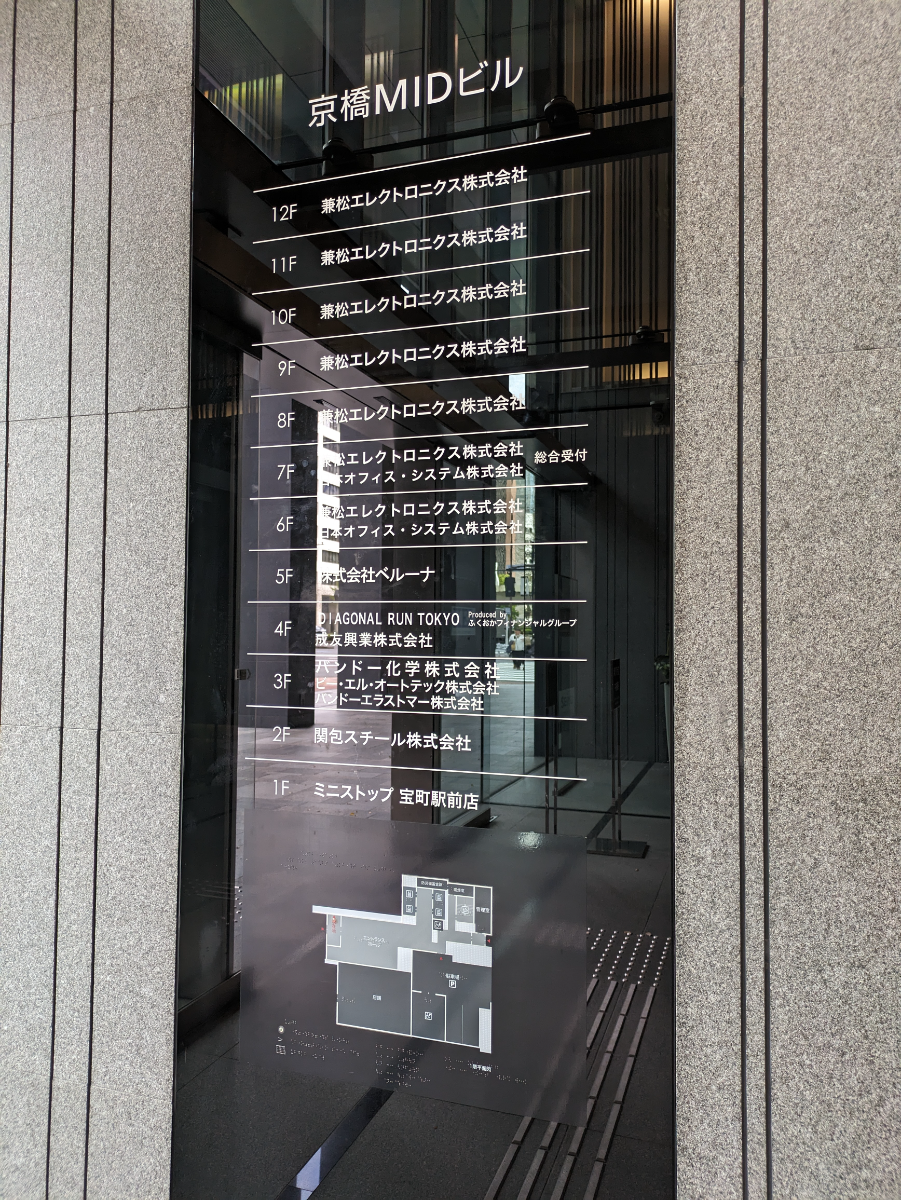 京橋MIDビル
12F 兼松エレクトロニクス株式会社
11F 兼松エレクトロニクス株式会社
10F 兼松エレクトロニクス株式会社
9F 兼松エレクトロニクス株式会社
8F 兼松エレクトロニクス株式会社
7F 兼松エレクトロニクス株式会社 総合受付
日本オフィス・システム株式会社
6F 兼松エレクトロニクス株式会社
日本オフィス・システム株式会社
5F 株式会社ベルーナ
4F DIAGONAL RUN TOKYO Produced by
ふくおかフィナンシャルグループ
成友興業株式会社
3F バンドー化学株式会社
ビー・エル・オートテック株式会社
バンドーエラストマー株式会社
2F 関包スチール株式会社
1F ミニストップ 宝町駅前店
管理室
駐車場
P
店舗